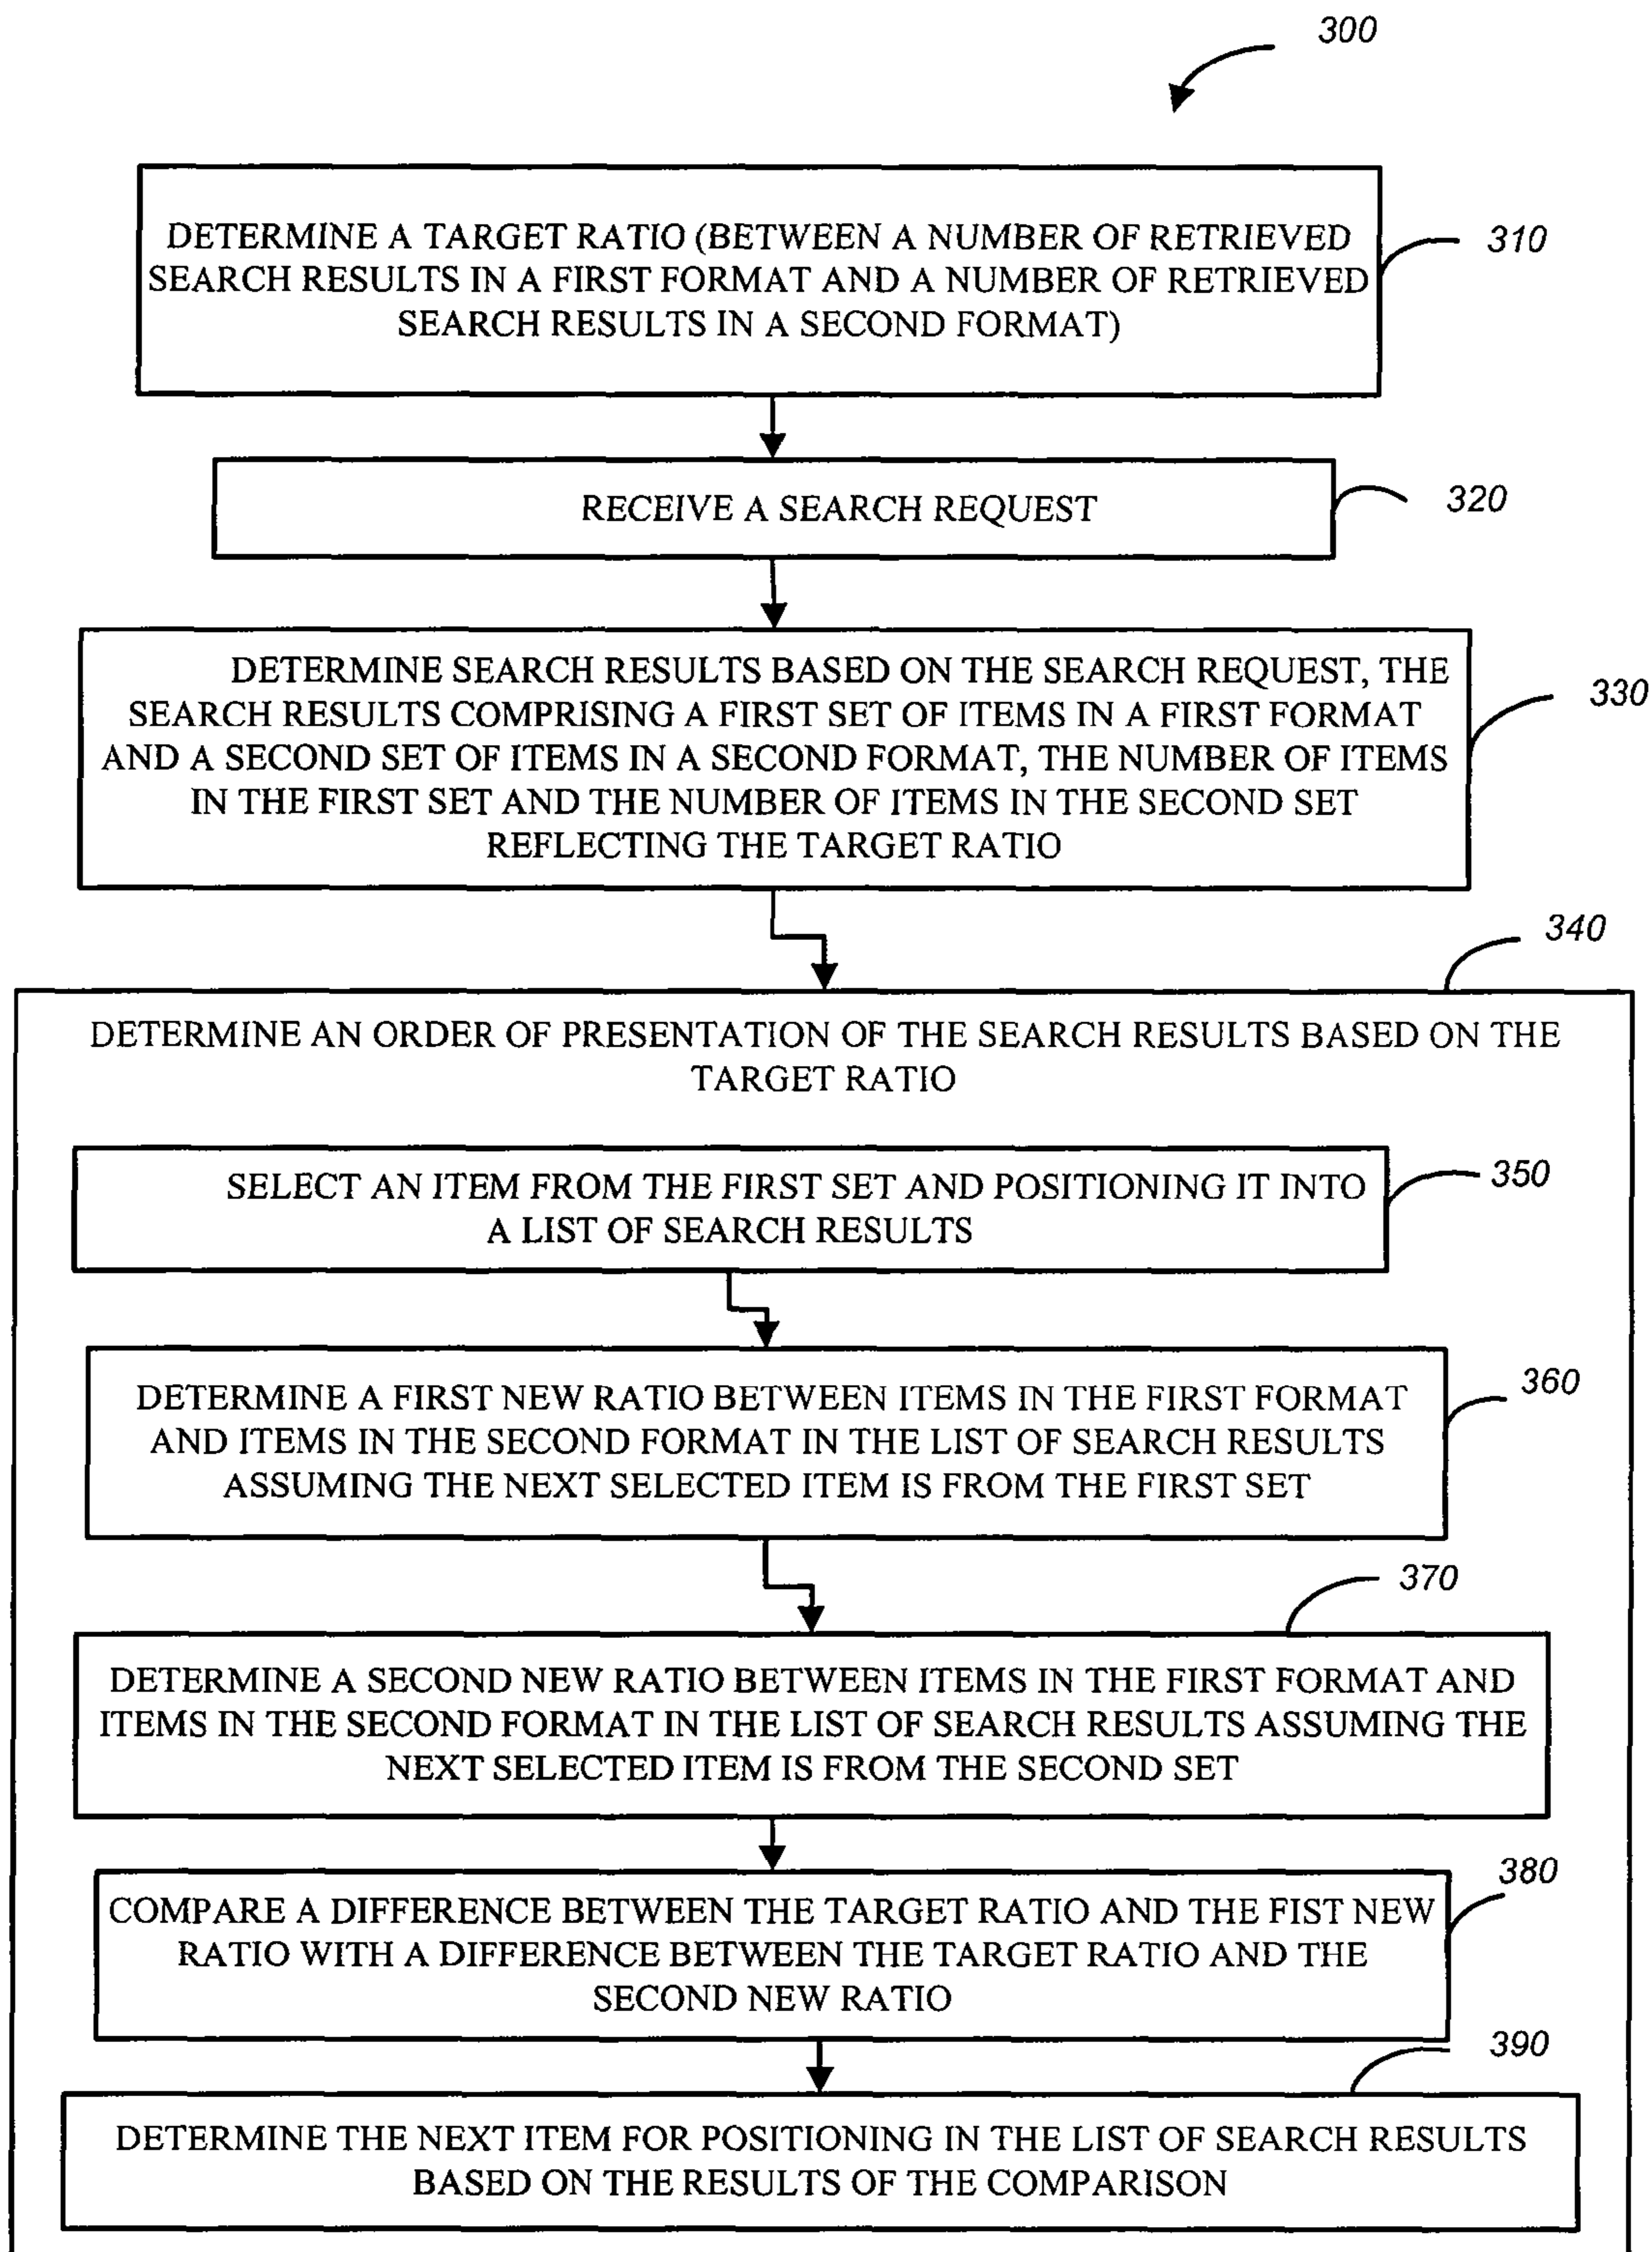 300
DETERMINE A TARGET RATIO (BETWEEN A NUMBER OF RETRIEVED
SEARCH RESULTS IN A FIRST FORMAT AND A NUMBER OF RETRIEVED
SEARCH RESULTS IN A SECOND FORMAT)
310
RECEIVE A SEARCH REQUEST
320
DETERMINE SEARCH RESULTS BASED ON THE SEARCH REQUEST, THE
SEARCH RESULTS COMPRISING A FIRST SET OF ITEMS IN A FIRST FORMAT
AND A SECOND SET OF ITEMS IN A SECOND FORMAT, THE NUMBER OF ITEMS
IN THE FIRST SET AND THE NUMBER OF ITEMS IN THE SECOND SET
REFLECTING THE TARGET RATIO
330
340
DETERMINE AN ORDER OF PRESENTATION OF THE SEARCH RESULTS BASED ON THE
TARGET RATIO
SELECT AN ITEM FROM THE FIRST SET AND POSITIONING IT INTO
A LIST OF SEARCH RESULTS
350
DETERMINE A FIRST NEW RATIO BETWEEN ITEMS IN THE FIRST FORMAT
AND ITEMS IN THE SECOND FORMAT IN THE LIST OF SEARCH RESULTS
ASSUMING THE NEXT SELECTED ITEM IS FROM THE FIRST SET
360
370
DETERMINE A SECOND NEW RATIO BETWEEN ITEMS IN THE FIRST FORMAT AND
ITEMS IN THE SECOND FORMAT IN THE LIST OF SEARCH RESULTS ASSUMING THE
NEXT SELECTED ITEM IS FROM THE SECOND SET
380
COMPARE A DIFFERENCE BETWEEN THE TARGET RATIO AND THE FIST NEW
RATIO WITH A DIFFERENCE BETWEEN THE TARGET RATIO AND THE
SECOND NEW RATIO
390
DETERMINE THE NEXT ITEM FOR POSITIONING IN THE LIST OF SEARCH RESULTS
BASED ON THE RESULTS OF THE COMPARISON